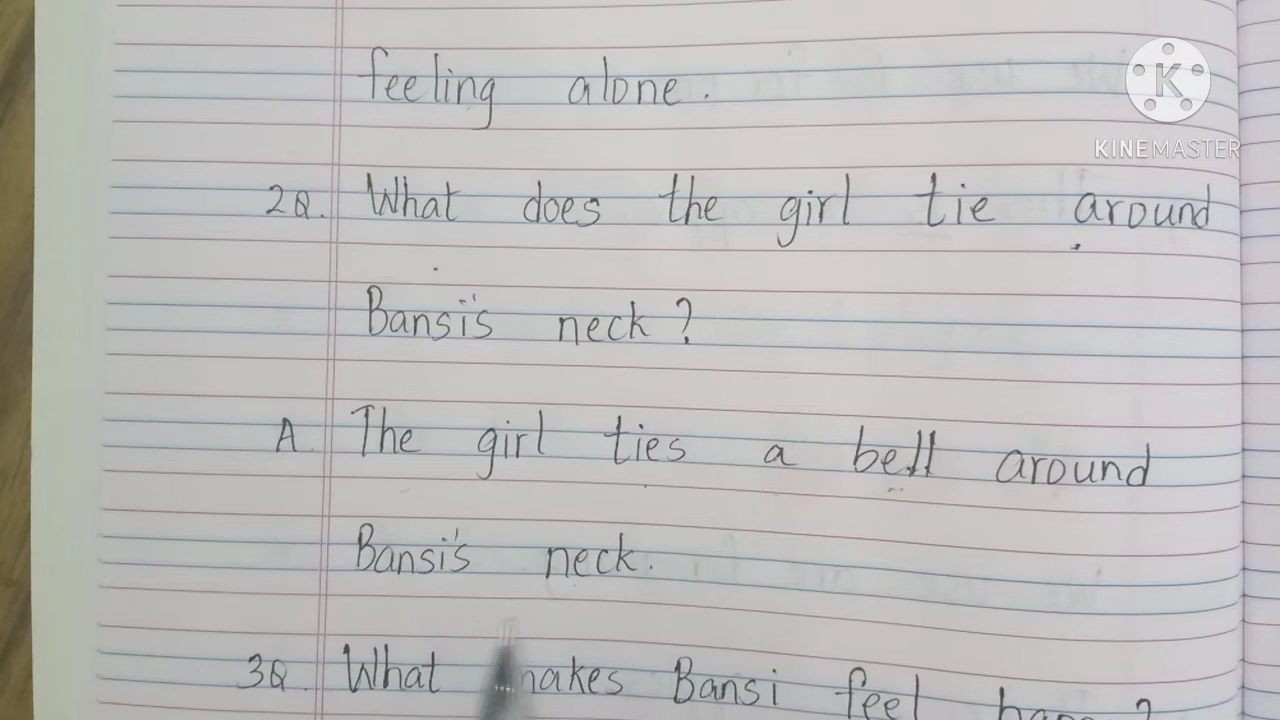 feeling alone.
K
KINEMASTER
2Q. What does the girl tie around
Bansi's neck?
A. The girl ties a bell around
Bansi's neck.
3Q. What makes Bansi feel ?